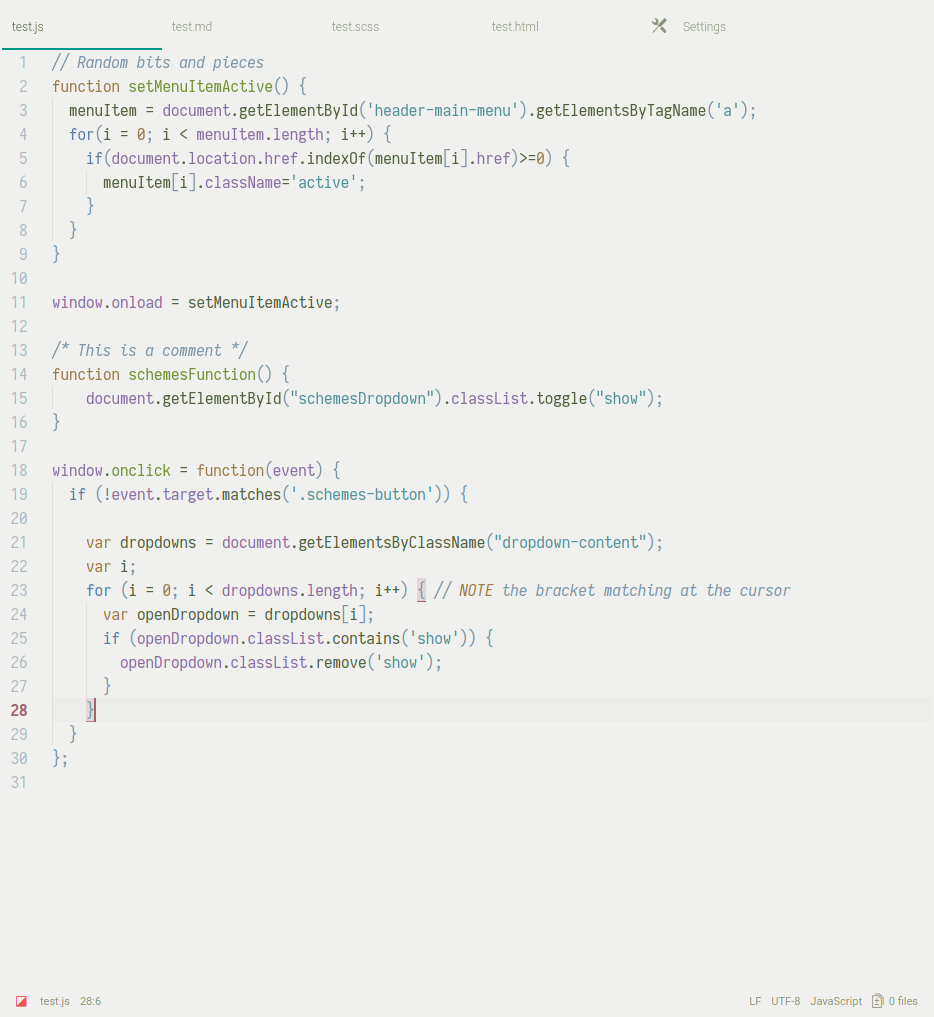 test.js test.md test.scss test.html Settings
1 // Random bits and pieces
2 function setMenuItemActive() {
3   menuItem = document.getElementById('header-main-menu').getElementsByTagName('a');
4   for(i = 0; i < menuItem.length; i++) {
5     if(document.location.href.indexOf(menuItem[i].href)>=0) {
6       menuItem[i].className='active';
7     }
8   }
9 }
10
11 window.onload = setMenuItemActive;
12
13 /* This is a comment */
14 function schemesFunction() {
15     document.getElementById("schemesDropdown").classList.toggle("show");
16 }
17
18 window.onclick = function(event) {
19   if (!event.target.matches('.schemes-button')) {
20
21     var dropdowns = document.getElementsByClassName("dropdown-content");
22     var i;
23     for (i = 0; i < dropdowns.length; i++) { // NOTE the bracket matching at the cursor
24       var openDropdown = dropdowns[i];
25       if (openDropdown.classList.contains('show')) {
26         openDropdown.classList.remove('show');
27       }
28     }
29   }
30 };
31
test.js 28:6 LF UTF-8 JavaScript 0 files